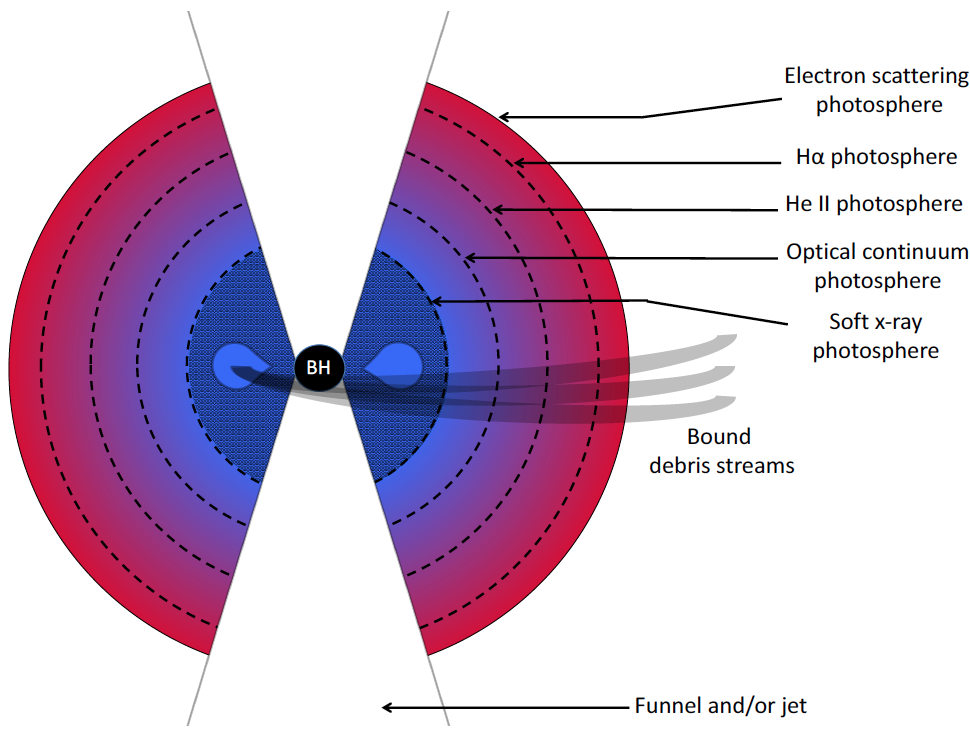 Electron scattering
photosphere
Hα photosphere
He II photosphere
Optical continuum
photosphere
Soft x-ray
photosphere
BH
Bound
debris streams
Funnel and/or jet